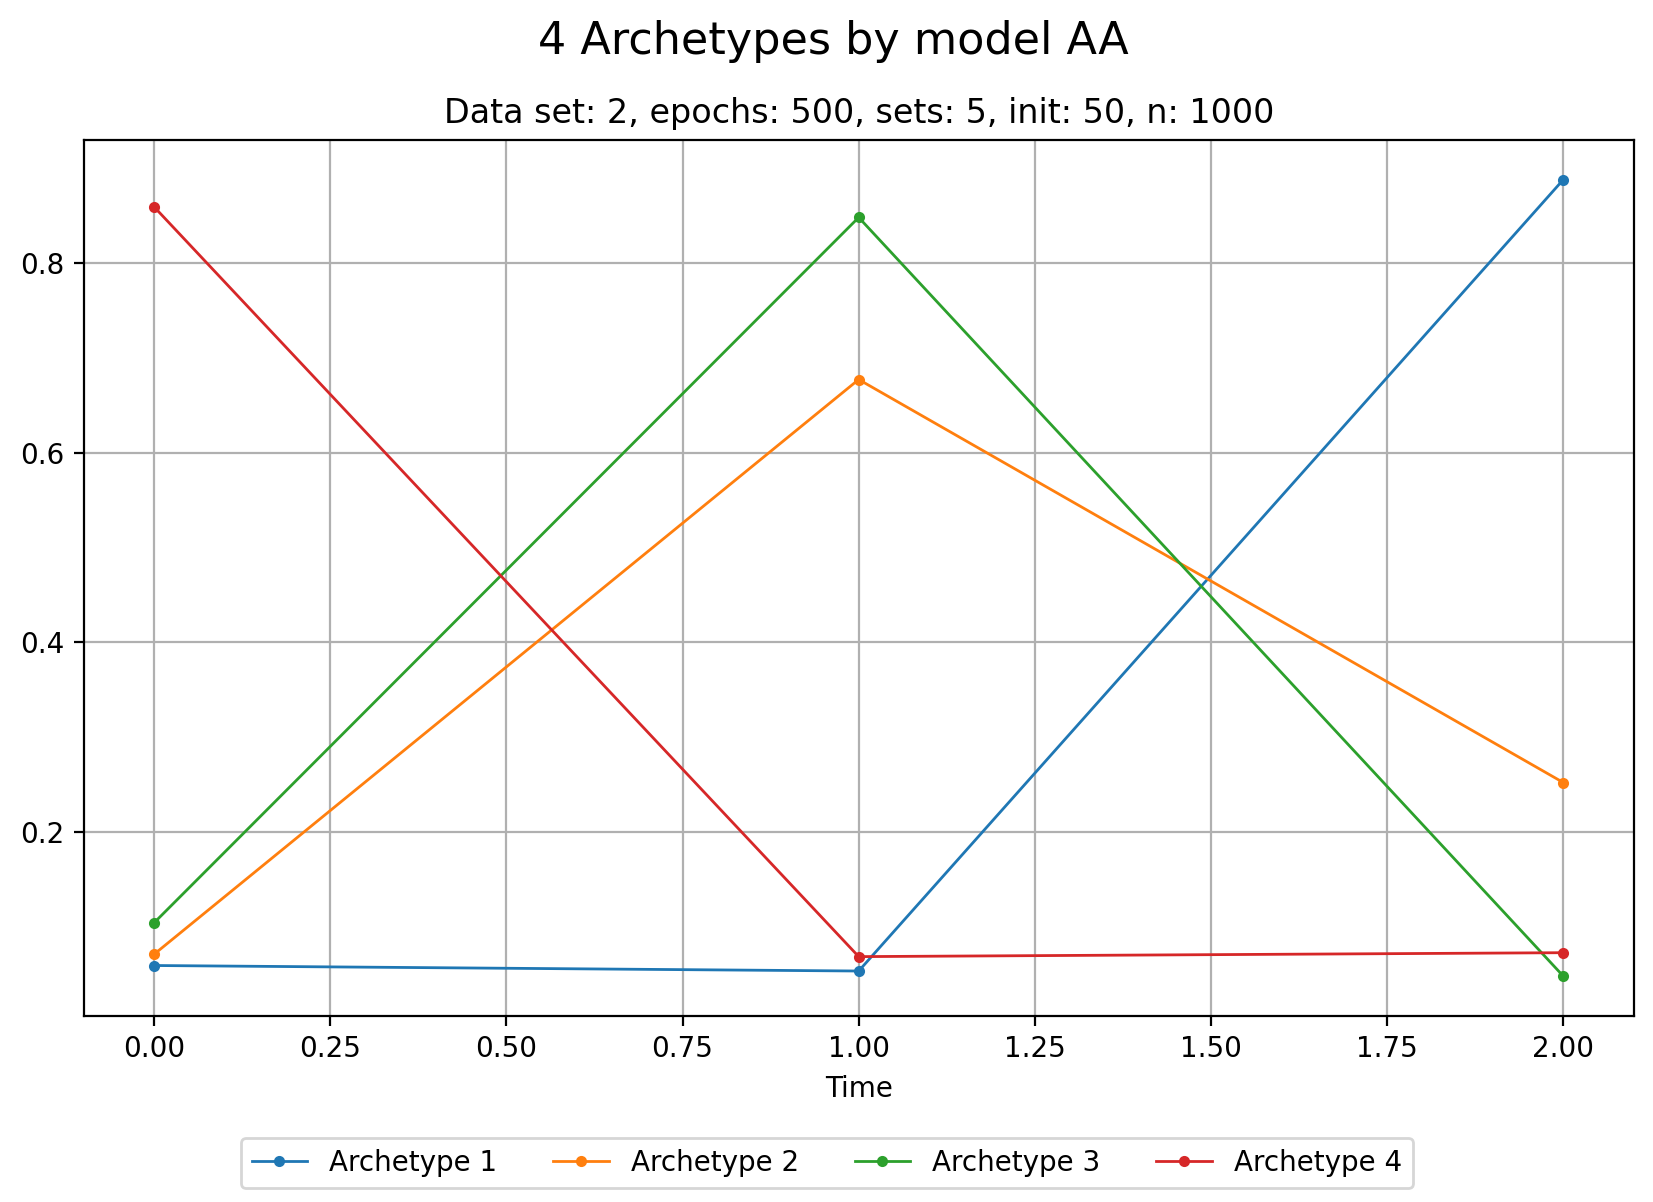 4 Archetypes by model AA
Data set: 2, epochs: 500, sets: 5, init: 50, n: 1000
0.8
0.6
0.4
0.2
0.00 0.25 0.50 0.75 1.00 1.25 1.50 1.75 2.00
Time
Archetype 1 Archetype 2 Archetype 3 Archetype 4